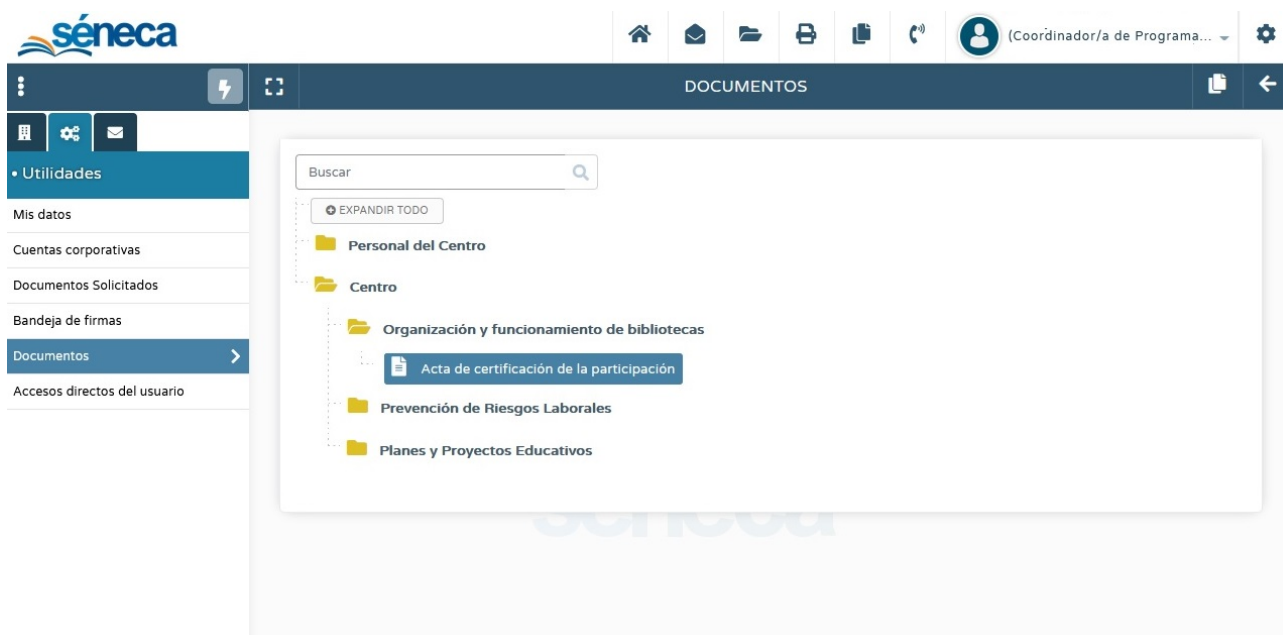 séneca
(Coordinador/a de Programa...
DOCUMENTOS
• Utilidades
Mis datos
Cuentas corporativas
Documentos Solicitados
Bandeja de firmas
Documentos
Accesos directos del usuario
Buscar
EXPANDIR TODO
Personal del Centro
Centro
Organización y funcionamiento de bibliotecas
Acta de certificación de la participación
Prevención de Riesgos Laborales
Planes y Proyectos Educativos
séneca